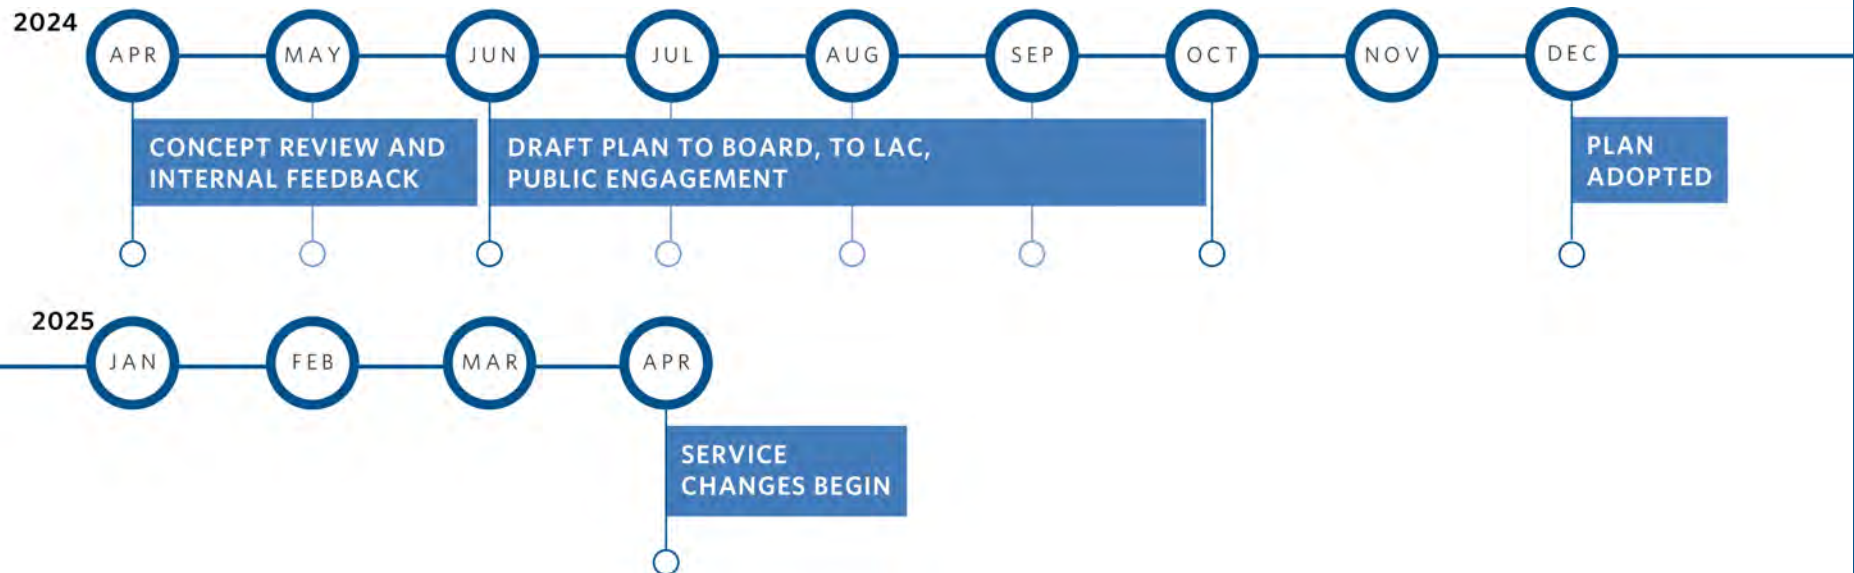 2024
APR MAY JUN JUL AUG SEP OCT NOV DEC
CONCEPT REVIEW AND
INTERNAL FEEDBACK
DRAFT PLAN TO BOARD, TO LAC,
PUBLIC ENGAGEMENT
PLAN
ADOPTED
2025
JAN FEB MAR APR
SERVICE
CHANGES BEGIN